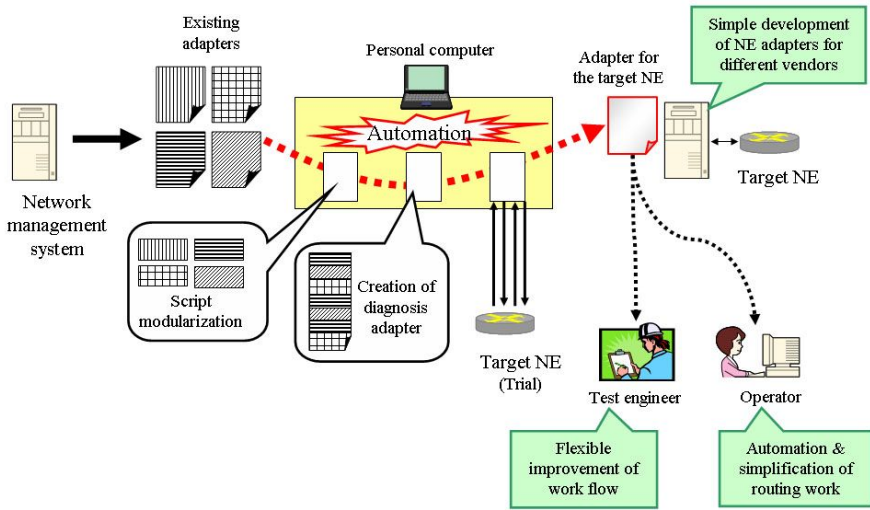 Existing
adapters
Personal computer
Adapter for
the target NE
Simple development
of NE adapters for
different vendors
Automation
Network
management
system
Target NE
Script
modularization
Creation of
diagnosis
adapter
Target NE
(Trial)
Test engineer
Operator
Flexible
improvement of
work flow
Automation &
simplification of
routing work